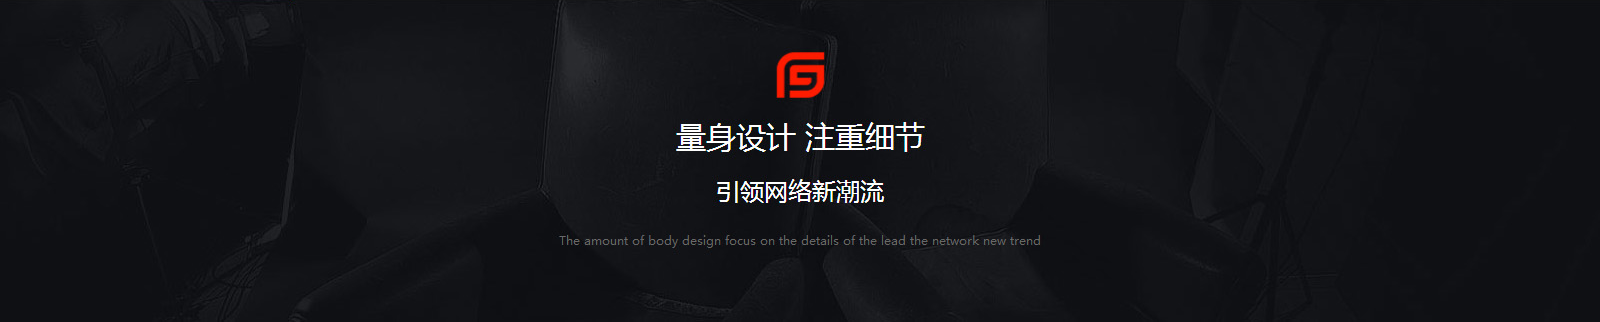 量身设计 注重细节
引领网络新潮流
The amount of body design focus on the details of the lead the network new trend